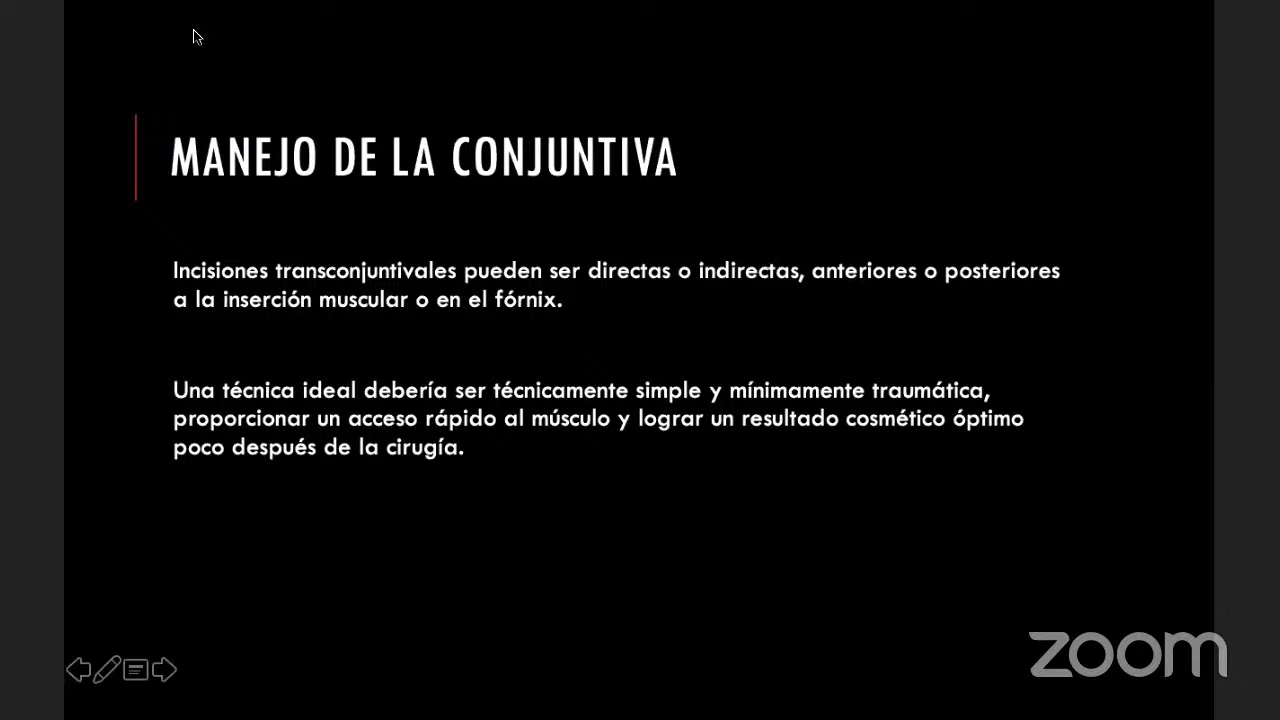 MANEJO DE LA CONJUNTIVA
Incisiones transconjuntivales pueden ser directas o indirectas, anteriores o posteriores
a la inserción muscular o en el fórnix.
Una técnica ideal debería ser técnicamente simple y mínimamente traumática,
proporcionar un acceso rápido al músculo y lograr un resultado cosmético óptimo
poco después de la cirugía.
zoom